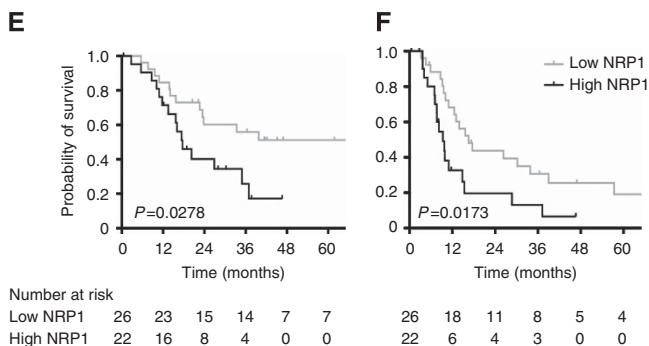 E
F
1.0
0.8
0.6
0.4
0.2
0
Probability of survival
P=0.0278
0 12 24 36 48 60
Time (months)
1.0
0.8
0.6
0.4
0.2
0
Low NRP1
High NRP1
P=0.0173
0 12 24 36 48 60
Time (months)
Number at risk
Low NRP1 26 23 15 14 7 7 26 18 11 8 5 4
High NRP1 22 16 8 4 0 0 22 6 4 3 0 0